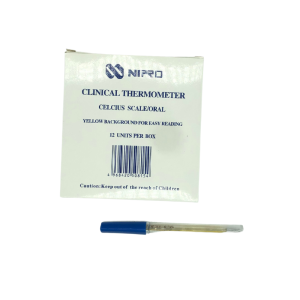 NIPRO
CLINICAL THERMOMETER
CELCIUS SCALE/ORAL
YELLOW BACKGROUND FOR EASY READING
12 UNITS PER BOX
Caution: Keep out of the reach of Children